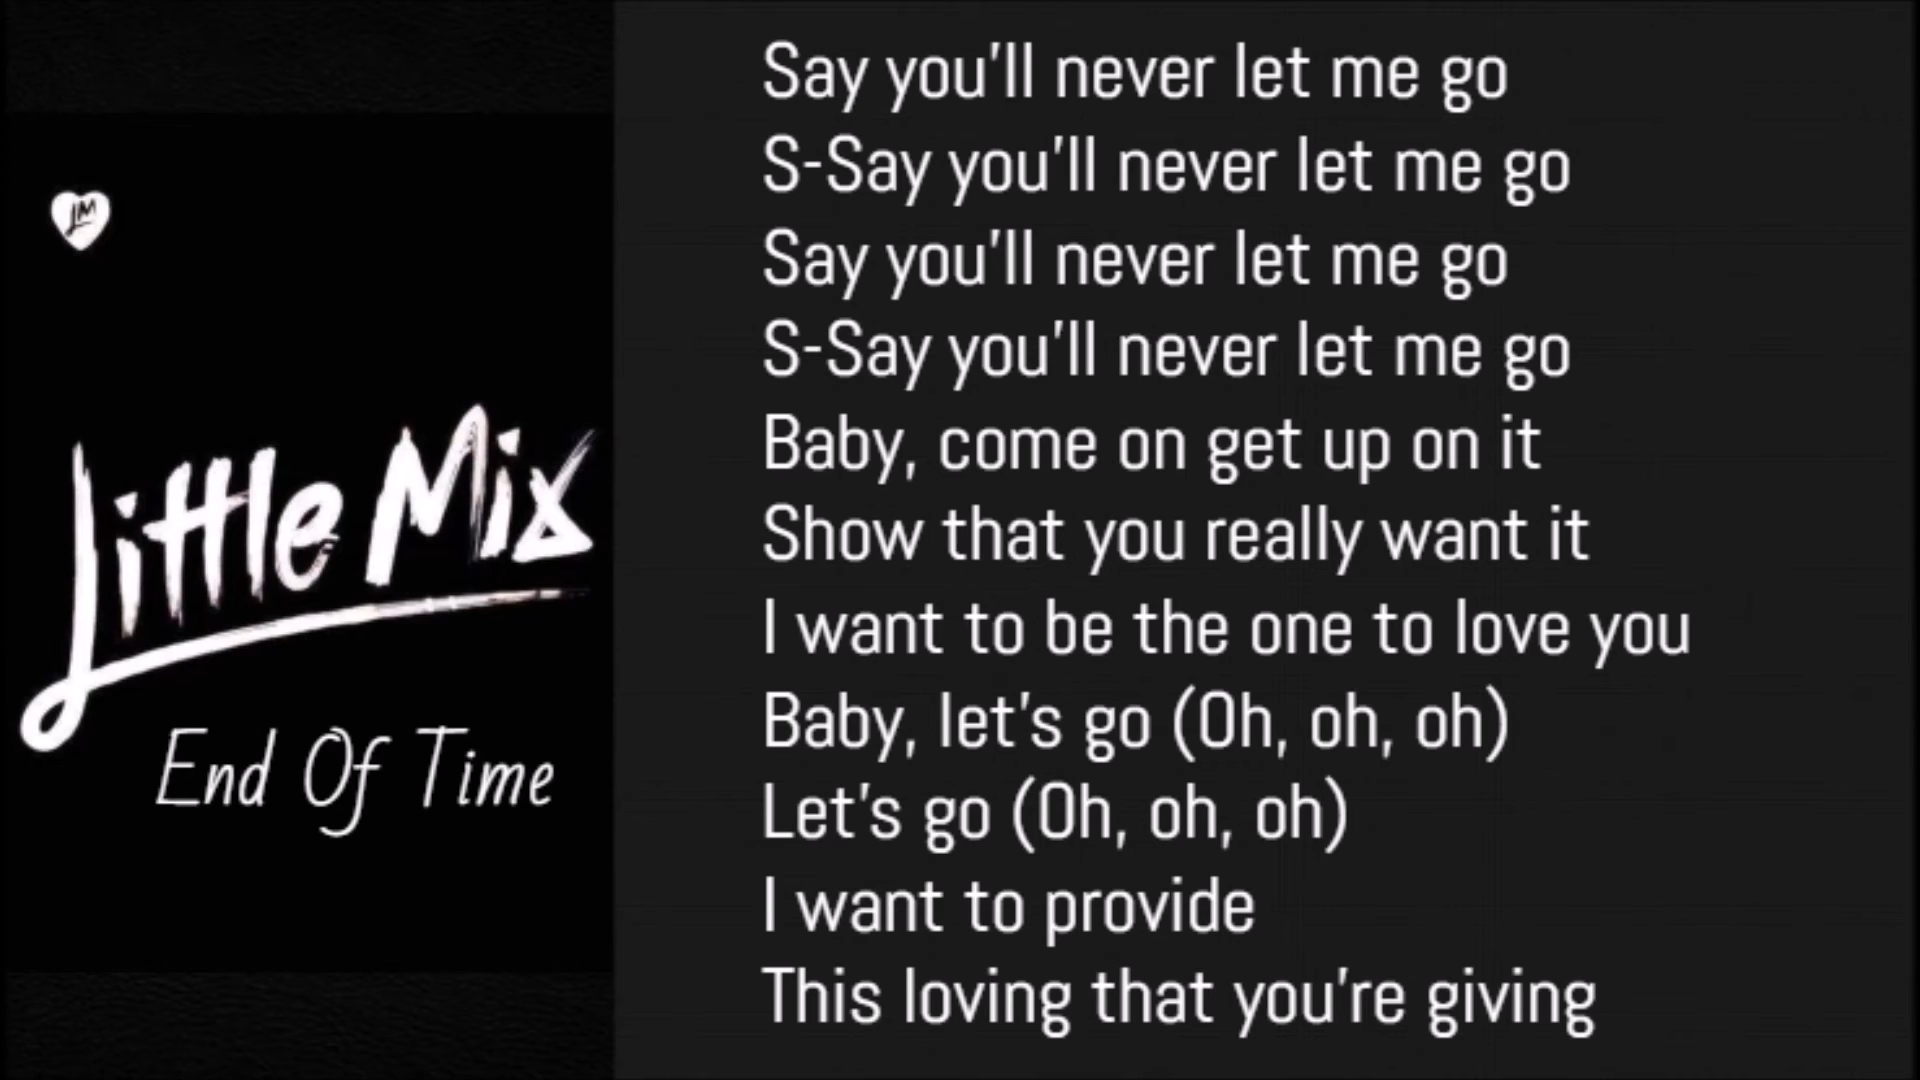 LM
Little Mix
End Of Time
Say you'll never let me go
S-Say you'll never let me go
Say you'll never let me go
S-Say you'll never let me go
Baby, come on get up on it
Show that you really want it
I want to be the one to love you
Baby, let's go (Oh, oh, oh)
Let's go (Oh, oh, oh)
I want to provide
This loving that you're giving